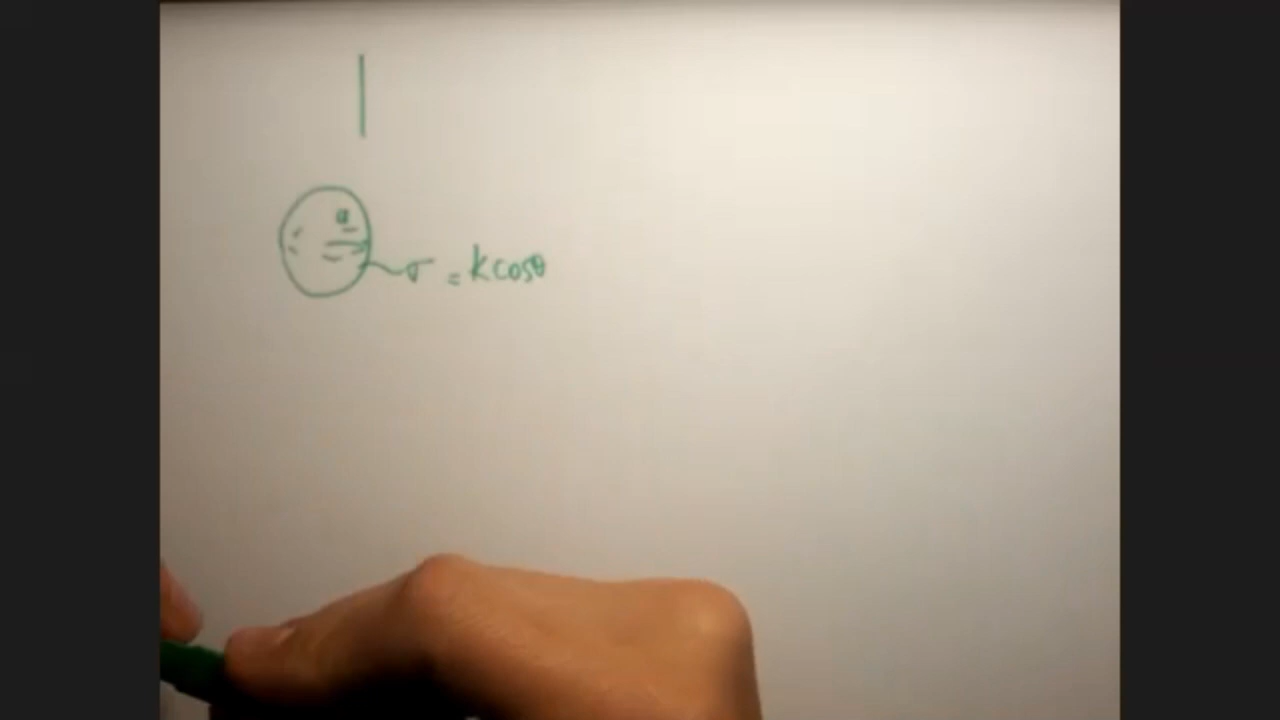 a
σ = kcosθ